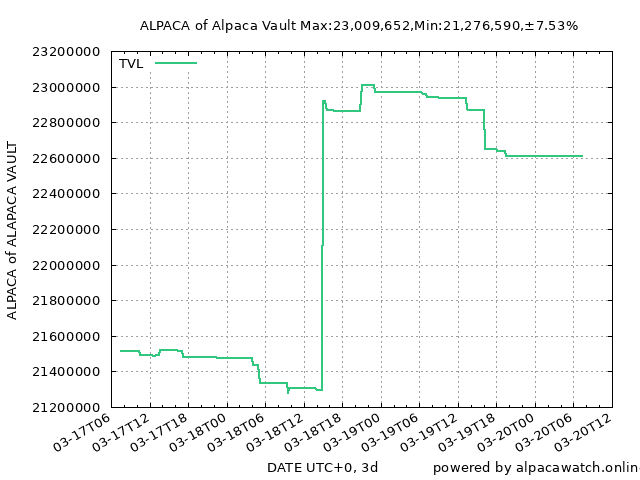 ALPACA of Alpaca Vault Max:23,009,652,Min:21,276,590,±7.53%
TVL
ALPACA of ALAPACA VAULT
23200000
23000000
22800000
22600000
22400000
22200000
22000000
21800000
21600000
21400000
21200000
03-17T06
03-17T12
03-17T18
03-18T00
03-18T06
03-18T12
03-18T18
03-19T00
03-19T06
03-19T12
03-19T18
03-20T00
03-20T06
03-20T12
DATE UTC+0, 3d
powered by alpacawatch.onlin